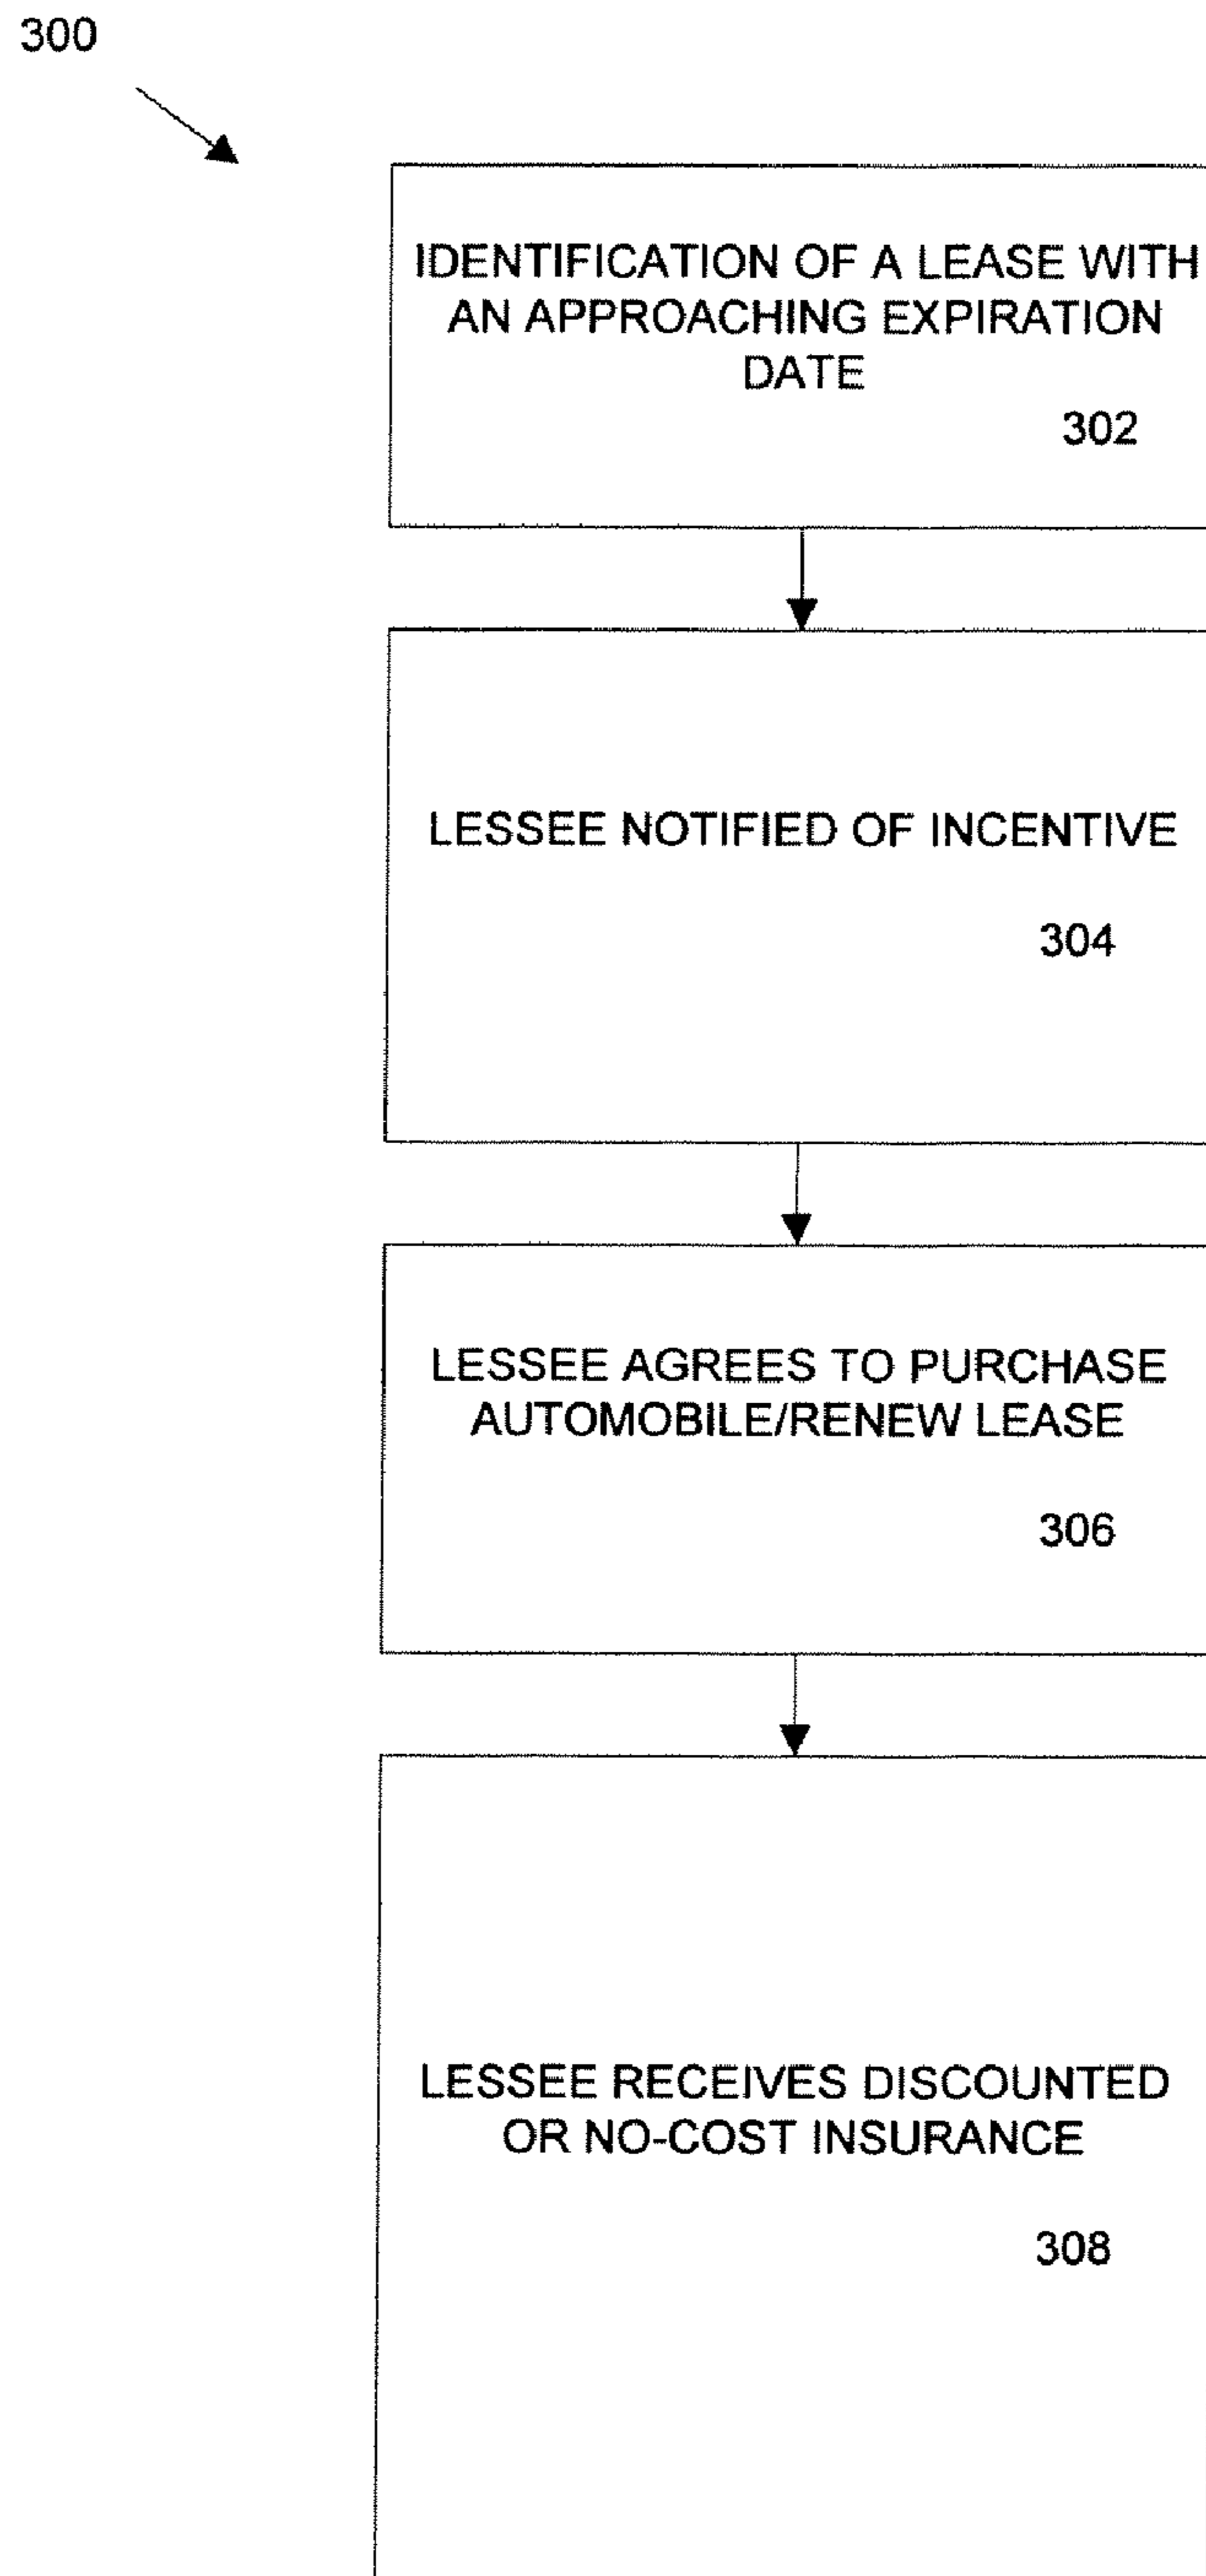 300
IDENTIFICATION OF A LEASE WITH
AN APPROACHING EXPIRATION
DATE
302
LESSEE NOTIFIED OF INCENTIVE
304
LESSEE AGREES TO PURCHASE
AUTOMOBILE/RENEW LEASE
306
LESSEE RECEIVES DISCOUNTED
OR NO-COST INSURANCE
308